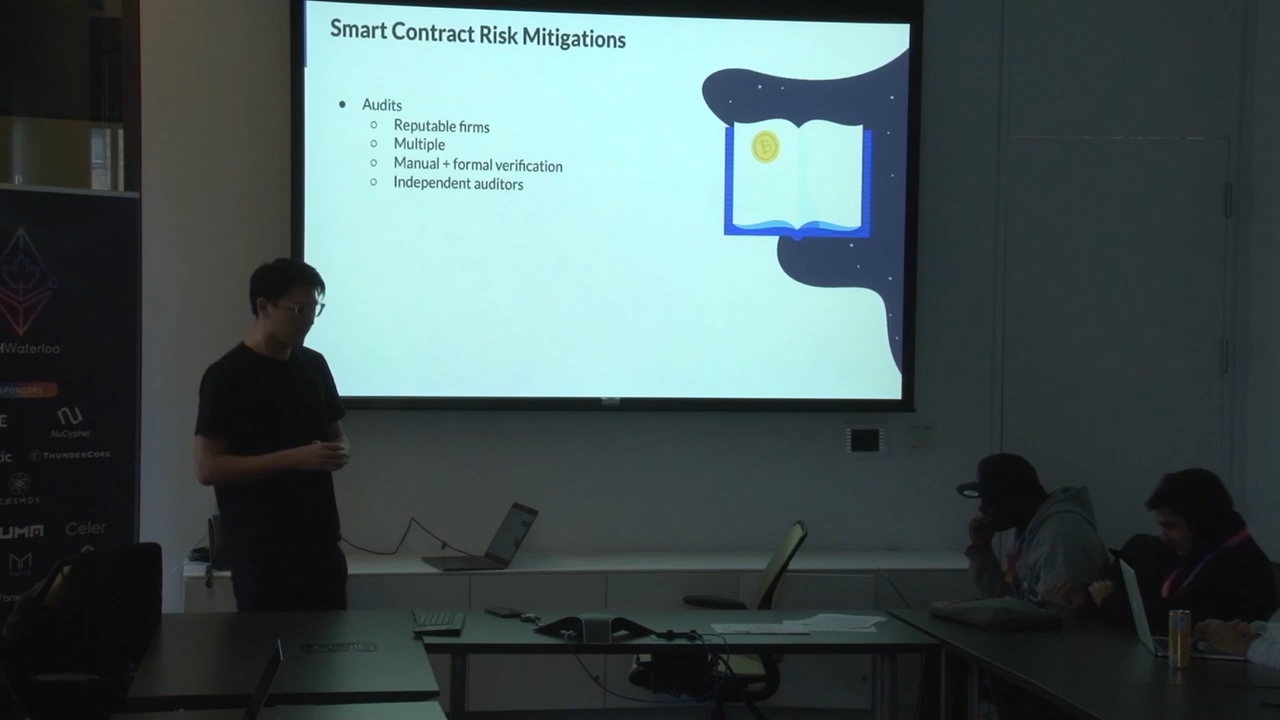 Smart Contract Risk Mitigations
● Audits
○ Reputable firms
○ Multiple
○ Manual + formal verification
○ Independent auditors
HWaterloo
SPONSORS
NUCYPHER
THUNDERCORE
COSMOS
UMA
Celer